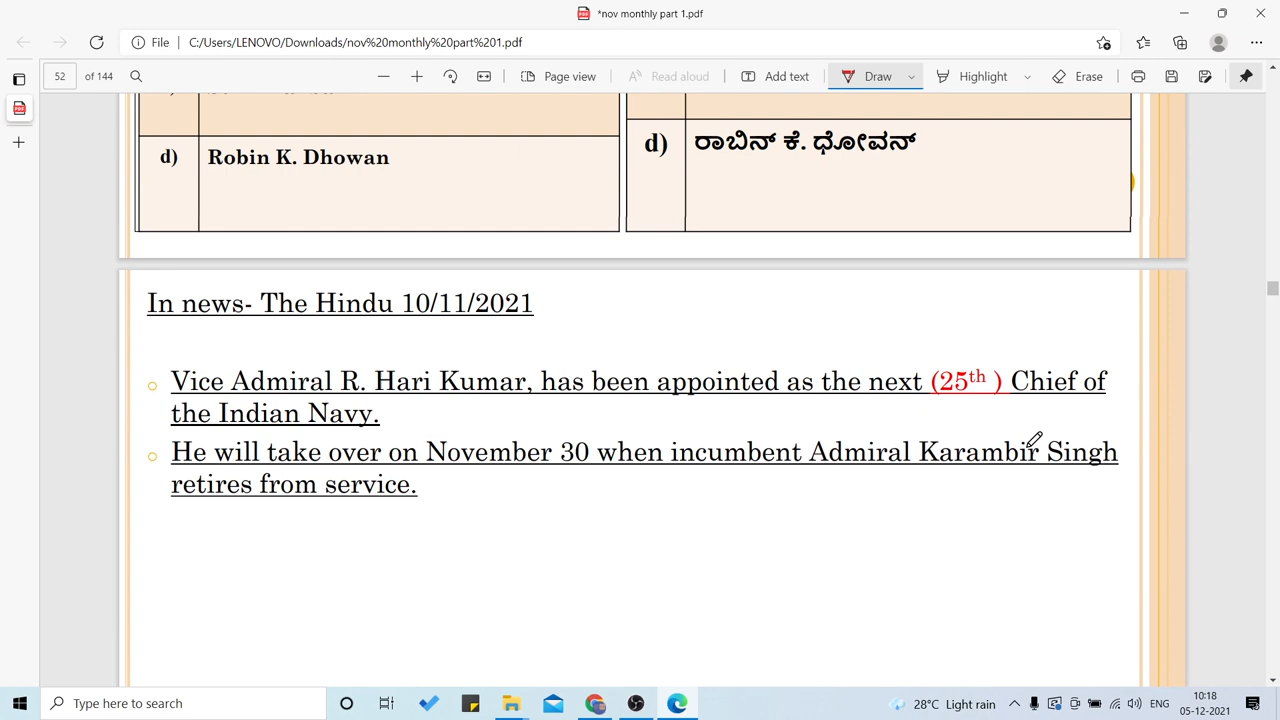 *nov monthly part 1.pdf
File
C:/Users/LENOVO/Downloads/nov%20monthly%20part%201.pdf
52 of 144
Page view
Read aloud
Add text
Draw
Highlight
Erase
d) Robin K. Dhowan
d) ರಾಬಿನ್ ಕೆ. ಧೋವನ್
In news- The Hindu 10/11/2021
Vice Admiral R. Hari Kumar, has been appointed as the next (25th ) Chief of
the Indian Navy.
He will take over on November 30 when incumbent Admiral Karambir Singh
retires from service.
Type here to search
28°C Light rain
ENG
10:18
05-12-2021